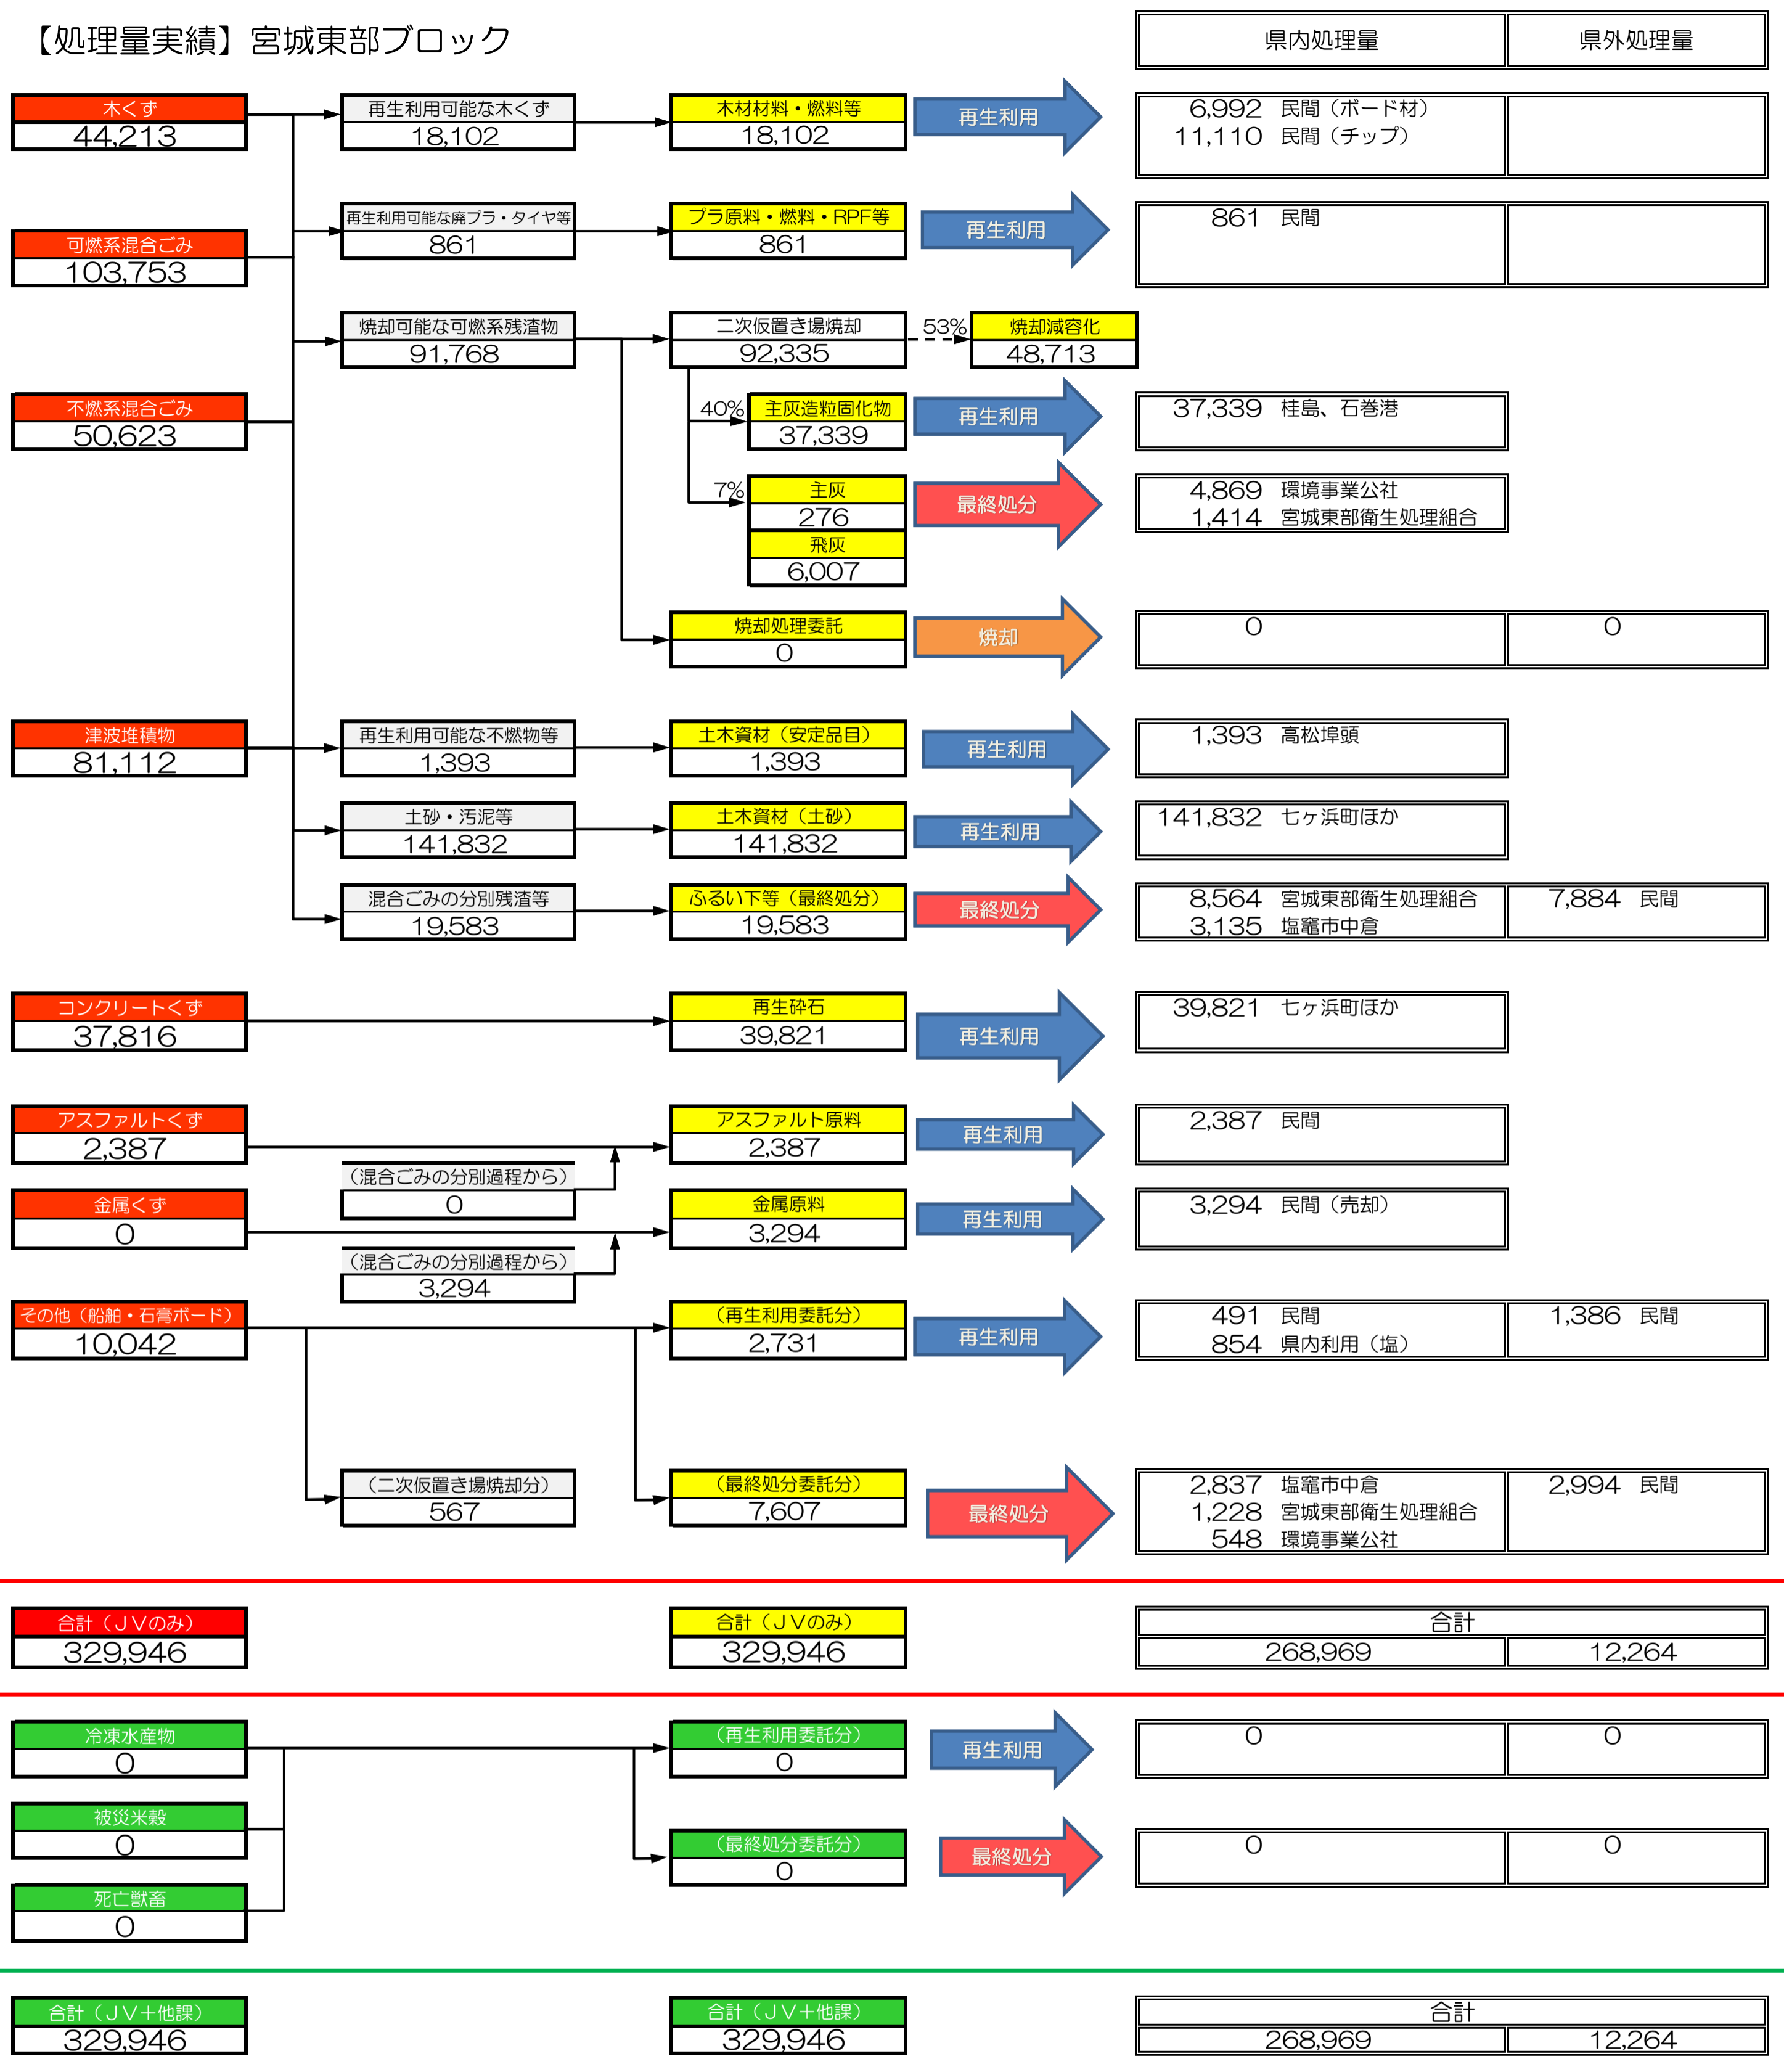 【処理量実績】宮城東部ブロック
県内処理量 県外処理量
木くず
44,213
再生利用可能な木くず
18,102
木材材料・燃料等
18,102
再生利用
6,992 民間（ボード材）
11,110 民間（チップ）
可燃系混合ごみ
103,753
再生利用可能な廃プラ・タイヤ等
861
プラ原料・燃料・RPF等
861
再生利用
861 民間
焼却可能な可燃系残渣物
91,768
二次仮置き場焼却
92,335
53%
焼却減容化
48,713
不燃系混合ごみ
50,623
40%
主灰造粒固化物
37,339
再生利用
37,339 桂島、石巻港
7%
主灰
276
飛灰
6,007
最終処分
4,869 環境事業公社
1,414 宮城東部衛生処理組合
焼却処理委託
0
焼却
0 0
津波堆積物
81,112
再生利用可能な不燃物等
1,393
土木資材（安定品目）
1,393
再生利用
1,393 高松埠頭
土砂・汚泥等
141,832
土木資材（土砂）
141,832
再生利用
141,832 七ヶ浜町ほか
混合ごみの分別残渣等
19,583
ふるい下等（最終処分）
19,583
最終処分
8,564 宮城東部衛生処理組合 7,884 民間
3,135 塩竈市中倉
コンクリートくず
37,816
再生砕石
39,821
再生利用
39,821 七ヶ浜町ほか
アスファルトくず
2,387
（混合ごみの分別過程から）
0
アスファルト原料
2,387
再生利用
2,387 民間
金属くず
0
（混合ごみの分別過程から）
3,294
金属原料
3,294
再生利用
3,294 民間（売却）
その他（船舶・石膏ボード）
10,042
（再生利用委託分）
2,731
再生利用
491 民間 1,386 民間
854 県内利用（塩）
（二次仮置き場焼却分）
567
（最終処分委託分）
7,607
最終処分
2,837 塩竈市中倉 2,994 民間
1,228 宮城東部衛生処理組合
548 環境事業公社
合計（ＪＶのみ）
329,946
合計（ＪＶのみ）
329,946
合計
268,969 12,264
冷凍水産物
0
（再生利用委託分）
0
再生利用
0 0
被災米穀
0
（最終処分委託分）
0
最終処分
0 0
死亡獣畜
0
合計（ＪＶ＋他課）
329,946
合計（ＪＶ＋他課）
329,946
合計
268,969 12,264